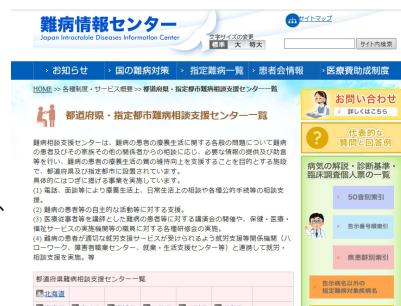 難病情報センター
Japan Intractable Diseases Information Center
サイトマップ
文字サイズの変更
標準 大 特大
サイト内検索
お知らせ
国の難病対策
指定難病一覧
患者会情報
医療費助成制度
HOME >> 各種制度・サービス概要 >> 都道府県・指定都市難病相談支援センター一覧
都道府県・指定都市難病相談支援センター一覧
難病相談支援センターは、難病の患者の療養生活に関する各般の問題について難病
の患者及びその家族その他の関係者からの相談に応じ、必要な情報の提供及び助言
等を行い、難病の患者の療養生活の質の維持向上を支援することを目的とする施設
で、都道府県及び指定都市に設置されています。
具体的にはつぎに掲げる事業を実施しています。
(1) 電話、面談等により療養生活上、日常生活上の相談や各種公的手続等の相談支
援。
(2) 難病の患者等の自主的な活動等に対する支援。
(3) 医療従事者等を講師とした難病の患者等に対する講演会の開催や、保健・医療・
福祉サービスの実施機関等の職員に対する各種研修会の実施。
(4) 難病の患者が適切な就労支援サービスが受けられるよう就労支援等関係機関（ハ
ローワーク、障害者職業センター、就業・生活支援センター等）と連携して就労・
相談支援を実施。等
都道府県難病相談支援センター一覧
北海道
お問い合わせ
詳しくはこちら
代表的な
質問と回答例
病気の解説・診断基準・
臨床調査個人票の一覧
50音別索引
告示番号順索引
疾患群別索引
告示病名以外の
指定難病対象疾病名
、